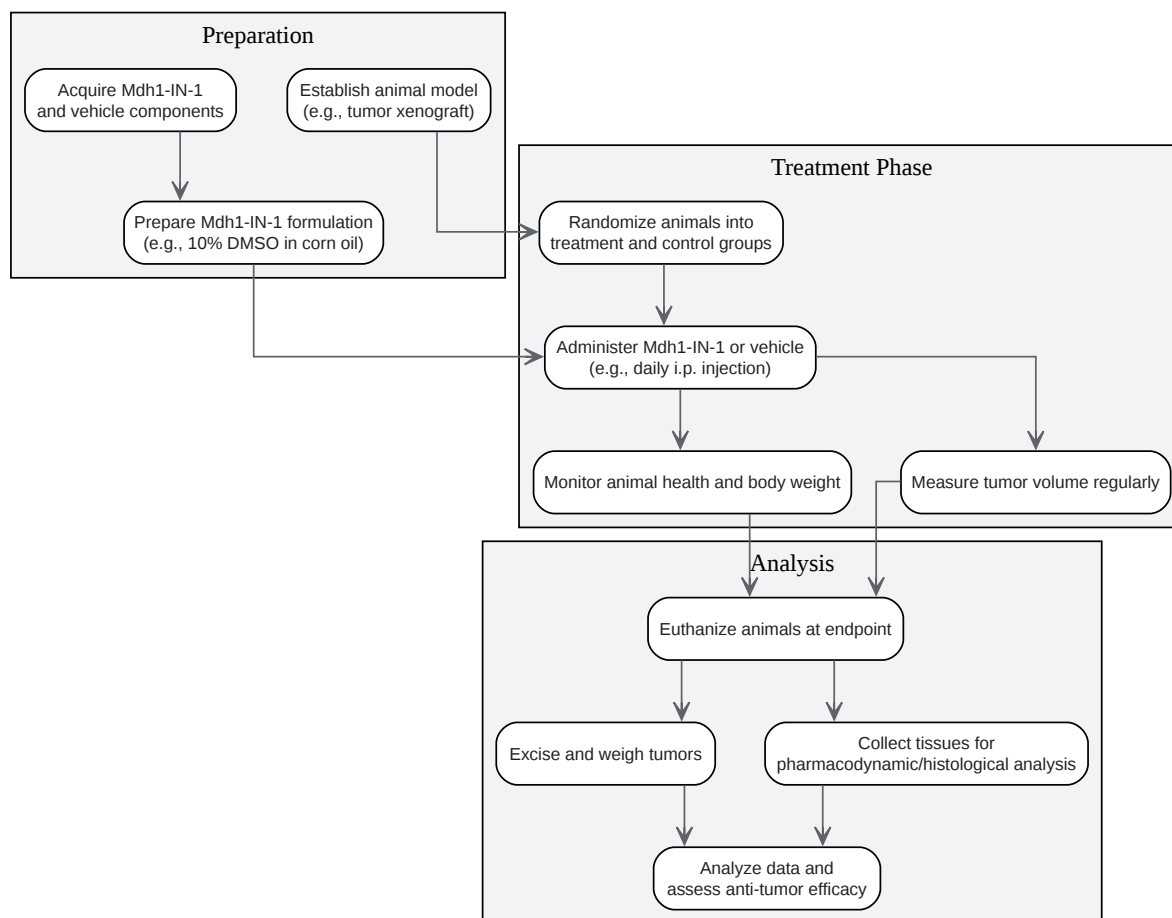 Preparation
Acquire Mdh1-IN-1
and vehicle components
Establish animal model
(e.g., tumor xenograft)
Prepare Mdh1-IN-1 formulation
(e.g., 10% DMSO in corn oil)
Treatment Phase
Randomize animals into
treatment and control groups
Administer Mdh1-IN-1 or vehicle
(e.g., daily i.p. injection)
Monitor animal health and body weight
Measure tumor volume regularly
Analysis
Euthanize animals at endpoint
Excise and weigh tumors
Collect tissues for
pharmacodynamic/histological analysis
Analyze data and
assess anti-tumor efficacy